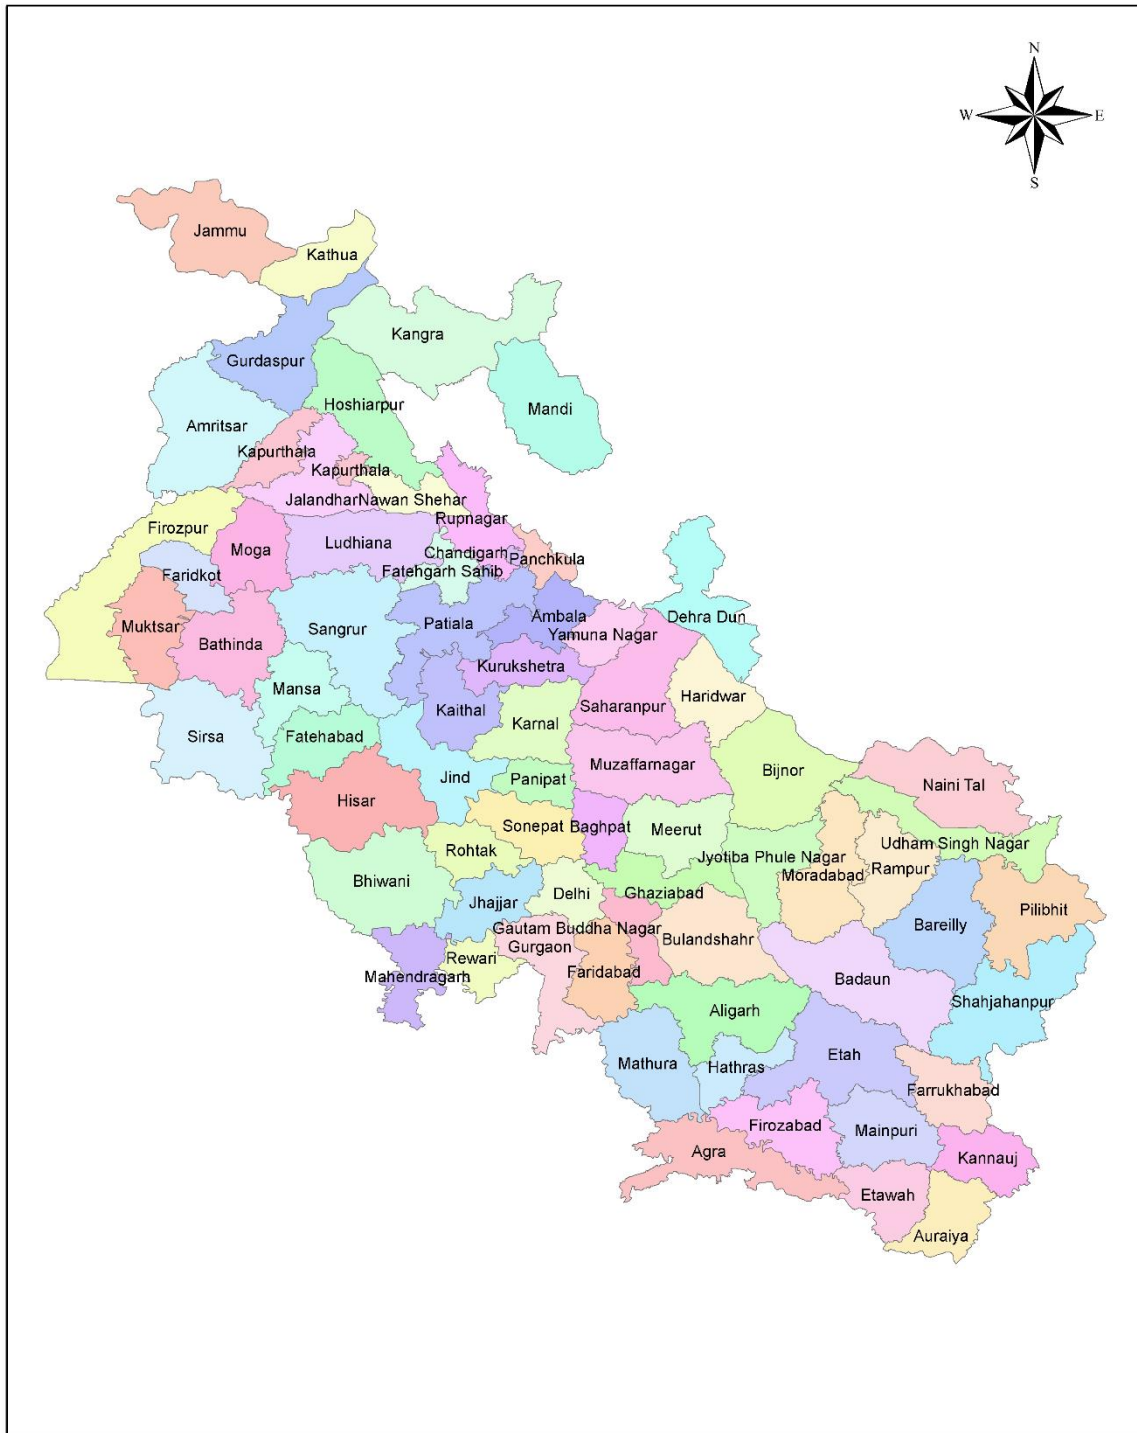 N
W E
S
Jammu
Kathua
Kangra
Gurdaspur
Hoshiarpur
Mandi
Amritsar
Kapurthala
Kapurthala
Jalandhar
Nawan Shehar
Rupnagar
Firozpur
Moga
Ludhiana
Chandigarh
Panchkula
Faridkot
Fatehgarh Sahib
Muktsar
Bathinda
Sangrur
Patiala
Ambala
Yamuna Nagar
Dehra Dun
Kurukshetra
Mansa
Kaithal
Saharanpur
Haridwar
Sirsa
Fatehabad
Karnal
Muzaffarnagar
Bijnor
Jind
Panipat
Naini Tal
Hisar
Sonepat
Baghpat
Meerut
Udham Singh Nagar
Rohtak
Jyotiba Phule Nagar
Moradabad
Rampur
Bhiwani
Jhajjar
Delhi
Ghaziabad
Pilibhit
Bareilly
Gautam Buddha Nagar
Gurgaon
Bulandshahr
Rewari
Mahendragarh
Faridabad
Badaun
Shahjahanpur
Aligarh
Mathura
Hathras
Etah
Farrukhabad
Firozabad
Mainpuri
Agra
Kannauj
Etawah
Auraiya